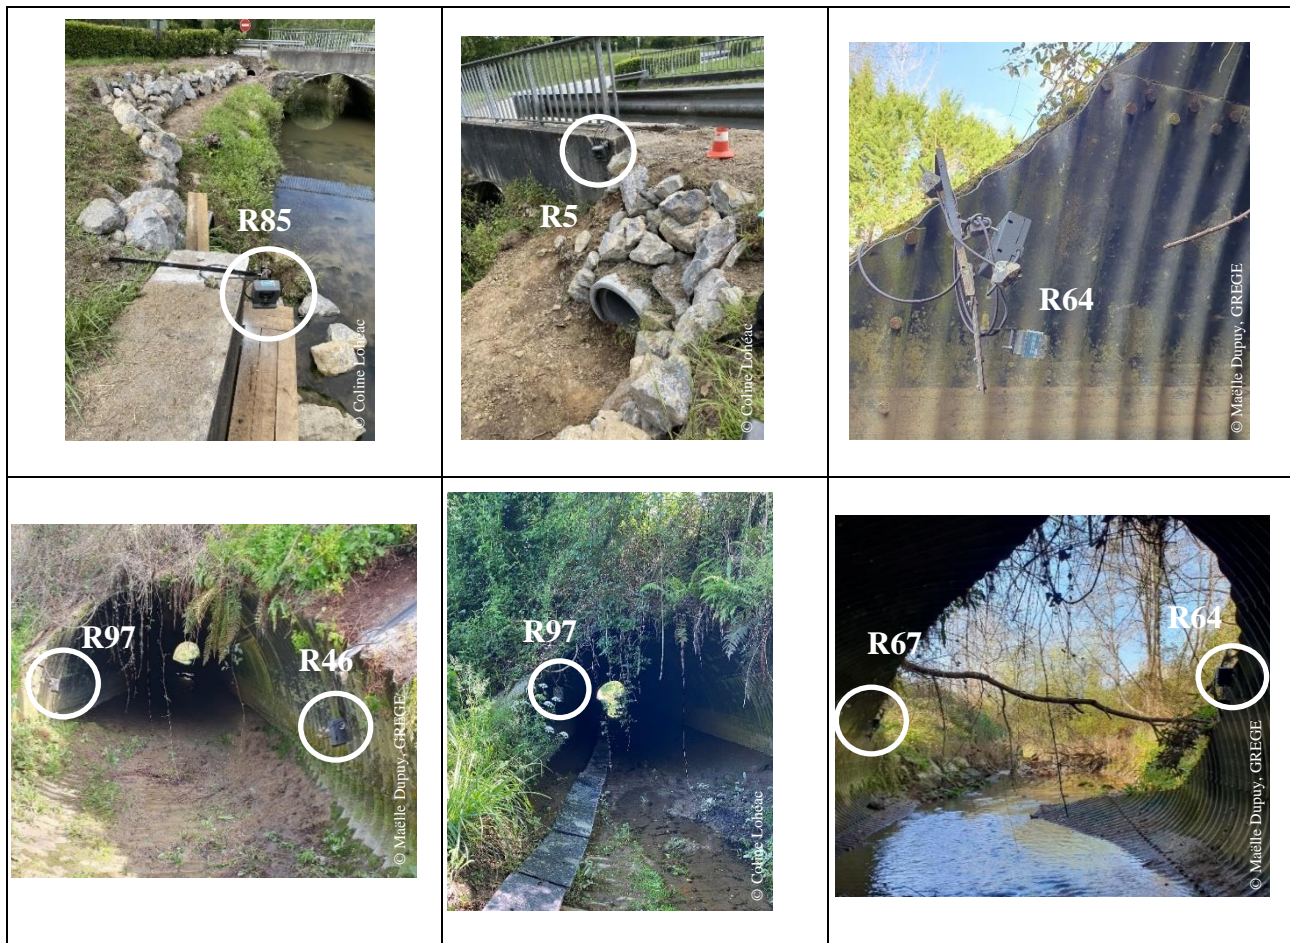 R85
© Coline Lohéac
R5
© Coline Lohéac
R64
© Maëlle Dupuy, GREGE
R97
R46
© Maëlle Dupuy, GREGE
R97
© Coline Lohéac
R67
R64
© Maëlle Dupuy, GREGE